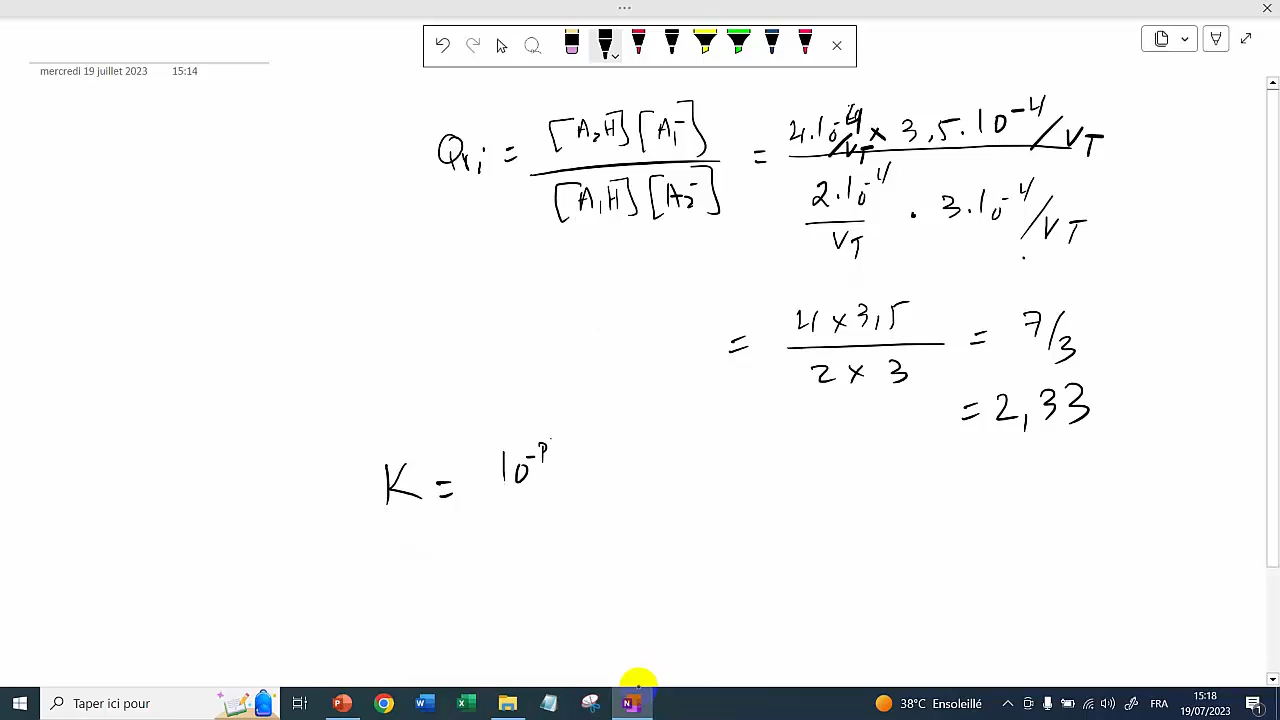 mercredi 19 juillet 2023 15:14
Qri = [A2H][A1-] / [A1H][A2-] = 4.10-4/VT x 3,5.10-4/VT / 2.10-4/VT . 3.10-4/VT
= 4 x 3,5 / 2 x 3 = 7/3
= 2,33
K = 10-P
Taper ici pour
38°C Ensoleillé
FRA
15:18
19/07/2023